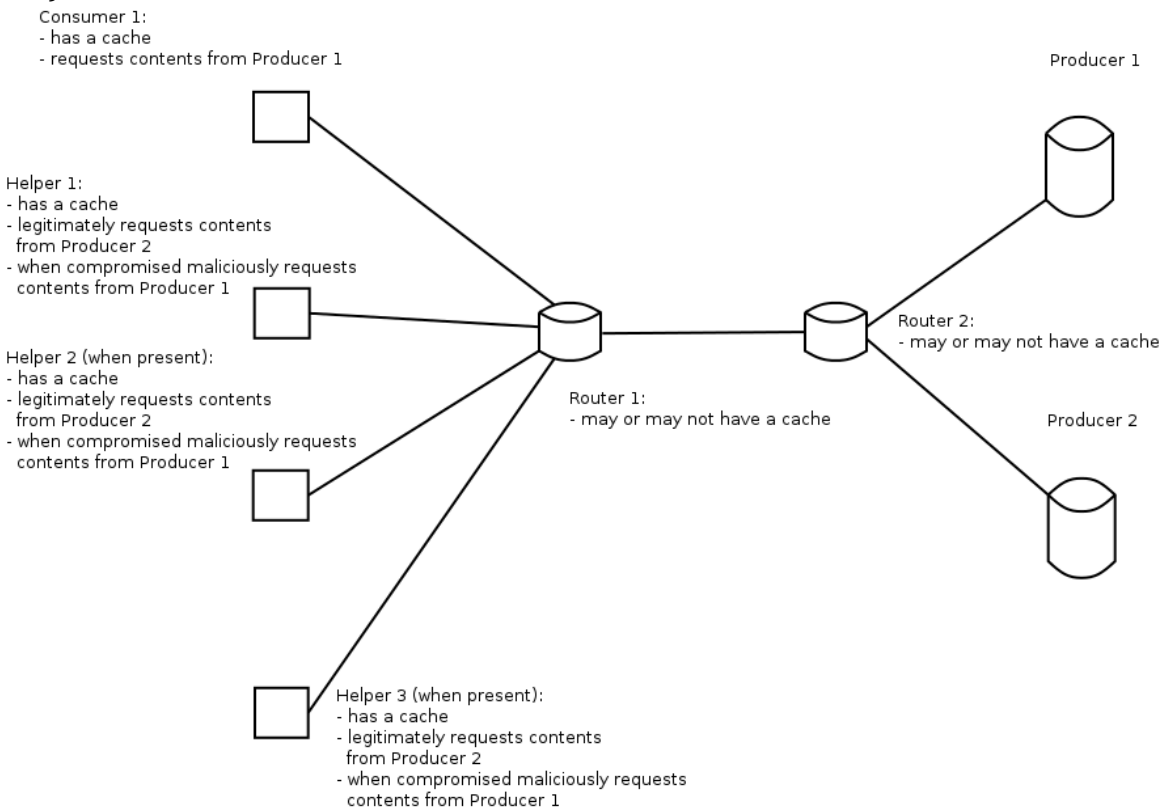 Consumer 1:
- has a cache
- requests contents from Producer 1
Producer 1
Helper 1:
- has a cache
- legitimately requests contents
from Producer 2
- when compromised maliciously requests
contents from Producer 1
Router 2:
- may or may not have a cache
Helper 2 (when present):
- has a cache
- legitimately requests contents
from Producer 2
- when compromised maliciously requests
contents from Producer 1
Router 1:
- may or may not have a cache
Producer 2
Helper 3 (when present):
- has a cache
- legitimately requests contents
from Producer 2
- when compromised maliciously requests
contents from Producer 1